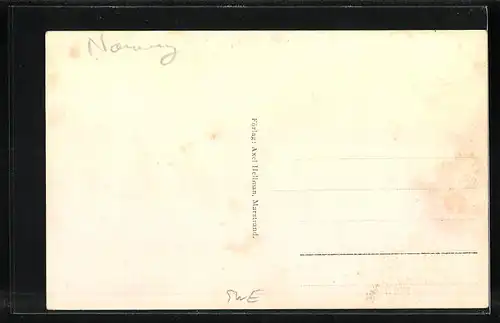 Norway
Förlag: Axel Hellman, Marstrand.
SWE